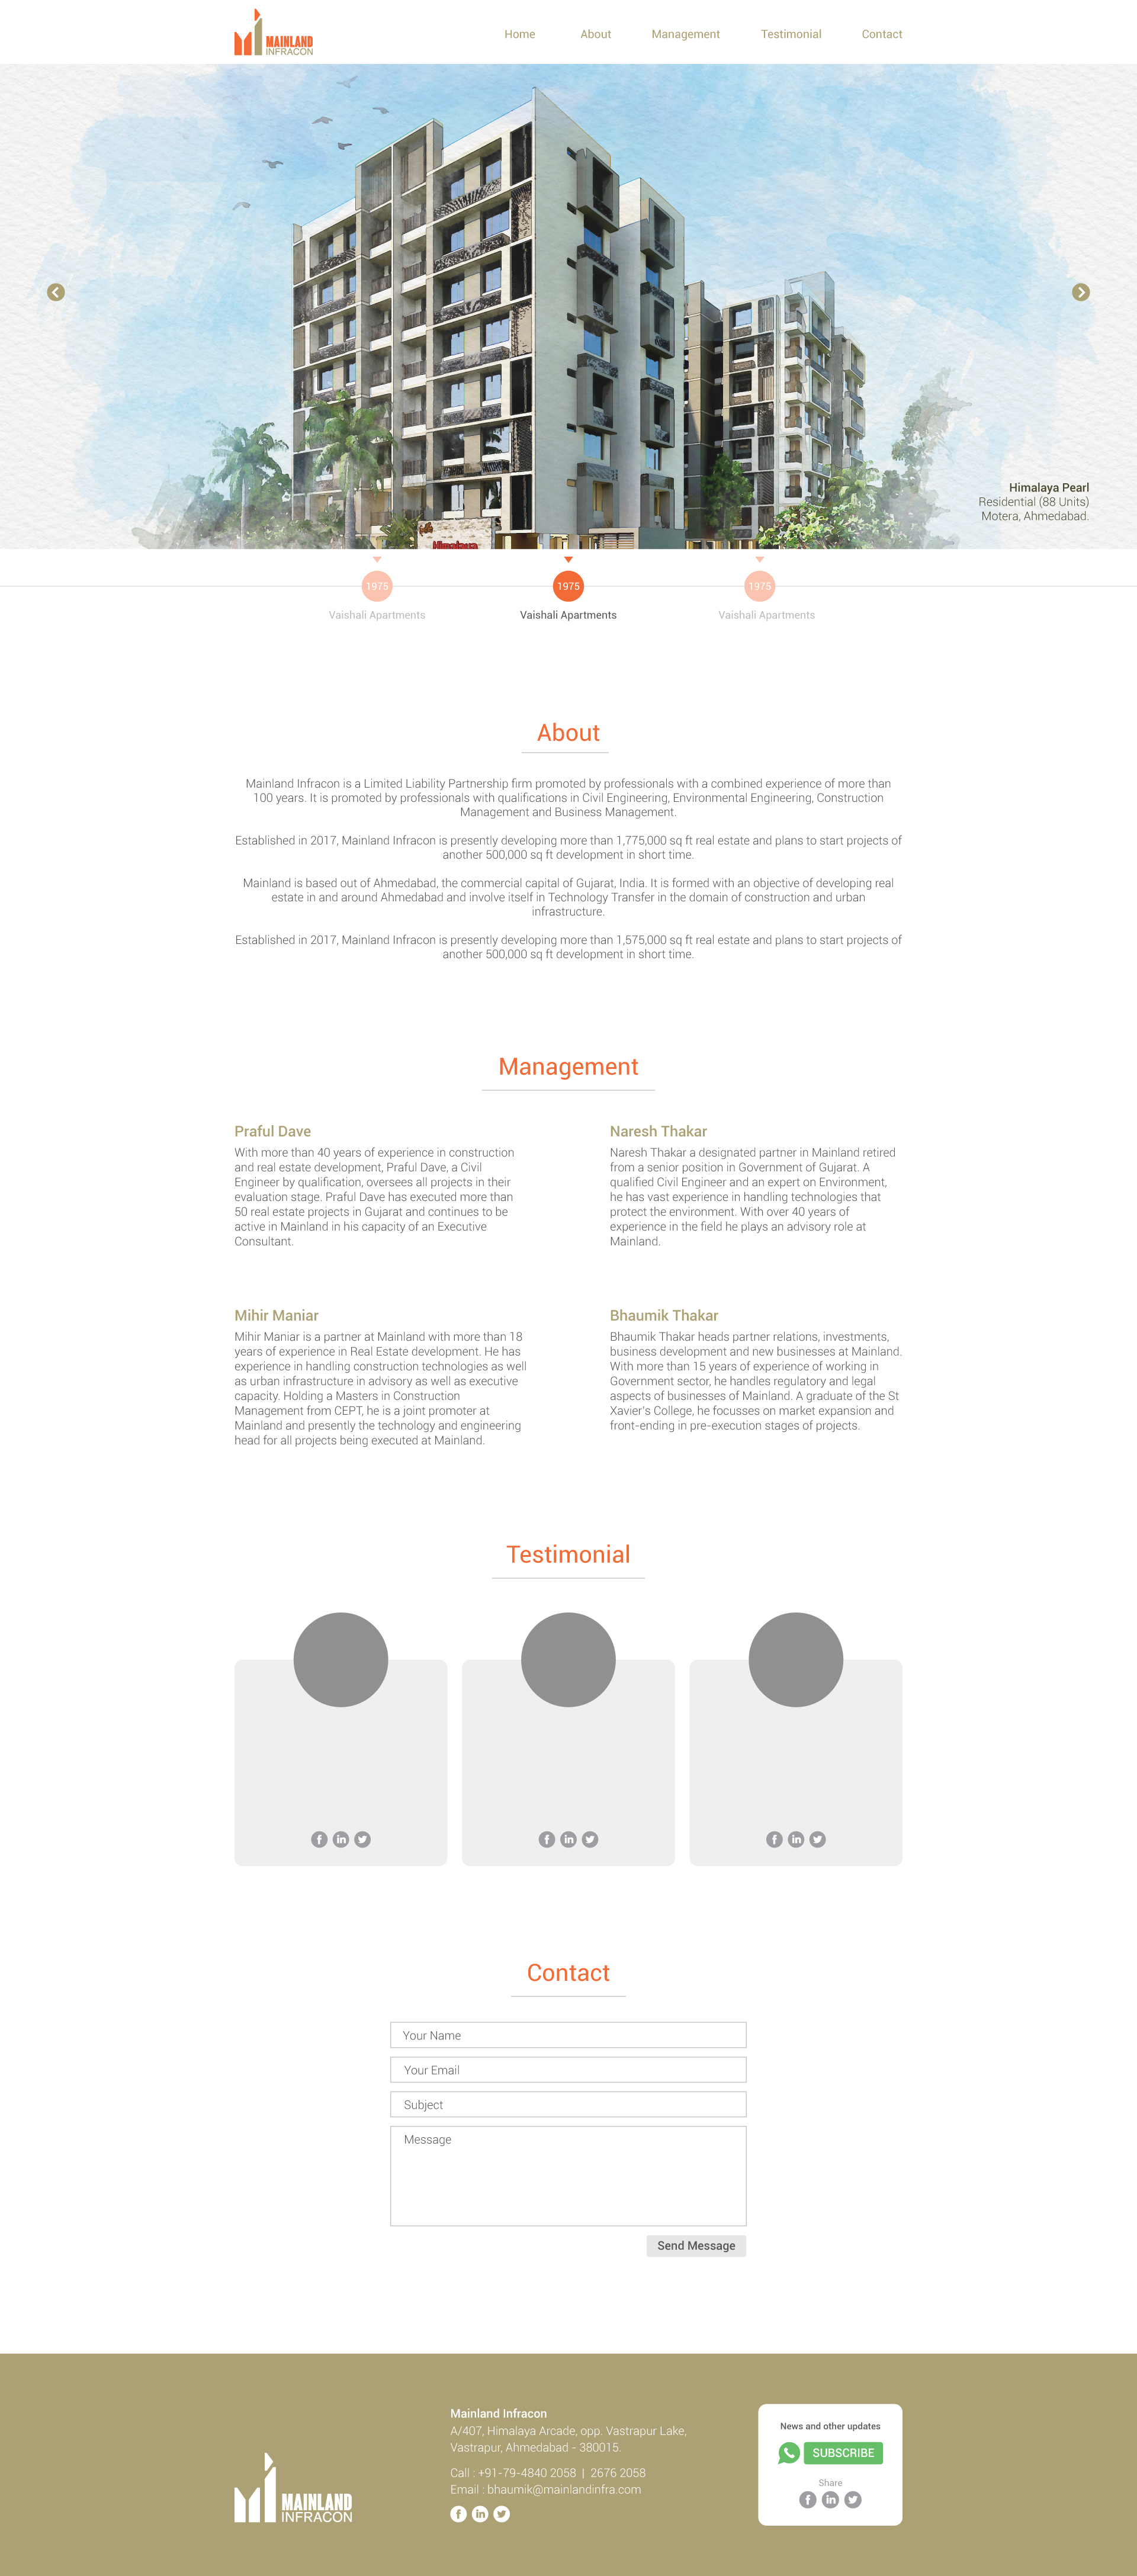 MAINLAND
INFRACON
Home About Management Testimonial Contact
Himalaya Pearl
Residential (88 Units)
Motera, Ahmedabad.
Himalaya
1975 1975 1975
Vaishali Apartments Vaishali Apartments Vaishali Apartments
About
Mainland Infracon is a Limited Liability Partnership firm promoted by professionals with a combined experience of more than
100 years. It is promoted by professionals with qualifications in Civil Engineering, Environmental Engineering, Construction
Management and Business Management.
Established in 2017, Mainland Infracon is presently developing more than 1,775,000 sq ft real estate and plans to start projects of
another 500,000 sq ft development in short time.
Mainland is based out of Ahmedabad, the commercial capital of Gujarat, India. It is formed with an objective of developing real
estate in and around Ahmedabad and involve itself in Technology Transfer in the domain of construction and urban
infrastructure.
Established in 2017, Mainland Infracon is presently developing more than 1,575,000 sq ft real estate and plans to start projects of
another 500,000 sq ft development in short time.
Management
Praful Dave
With more than 40 years of experience in construction
and real estate development, Praful Dave, a Civil
Engineer by qualification, oversees all projects in their
evaluation stage. Praful Dave has executed more than
50 real estate projects in Gujarat and continues to be
active in Mainland in his capacity of an Executive
Consultant.
Naresh Thakar
Naresh Thakar a designated partner in Mainland retired
from a senior position in Government of Gujarat. A
qualified Civil Engineer and an expert on Environment,
he has vast experience in handling technologies that
protect the environment. With over 40 years of
experience in the field he plays an advisory role at
Mainland.
Mihir Maniar
Mihir Maniar is a partner at Mainland with more than 18
years of experience in Real Estate development. He has
experience in handling construction technologies as well
as urban infrastructure in advisory as well as executive
capacity. Holding a Masters in Construction
Management from CEPT, he is a joint promoter at
Mainland and presently the technology and engineering
head for all projects being executed at Mainland.
Bhaumik Thakar
Bhaumik Thakar heads partner relations, investments,
business development and new businesses at Mainland.
With more than 15 years of experience of working in
Government sector, he handles regulatory and legal
aspects of businesses of Mainland. A graduate of the St
Xavier's College, he focusses on market expansion and
front-ending in pre-execution stages of projects.
Testimonial
Contact
Your Name
Your Email
Subject
Message
Send Message
MAINLAND
INFRACON
Mainland Infracon
A/407, Himalaya Arcade, opp. Vastrapur Lake,
Vastrapur, Ahmedabad - 380015.
Call : +91-79-4840 2058 | 2676 2058
Email : bhaumik@mainlandinfra.com
News and other updates
SUBSCRIBE
Share